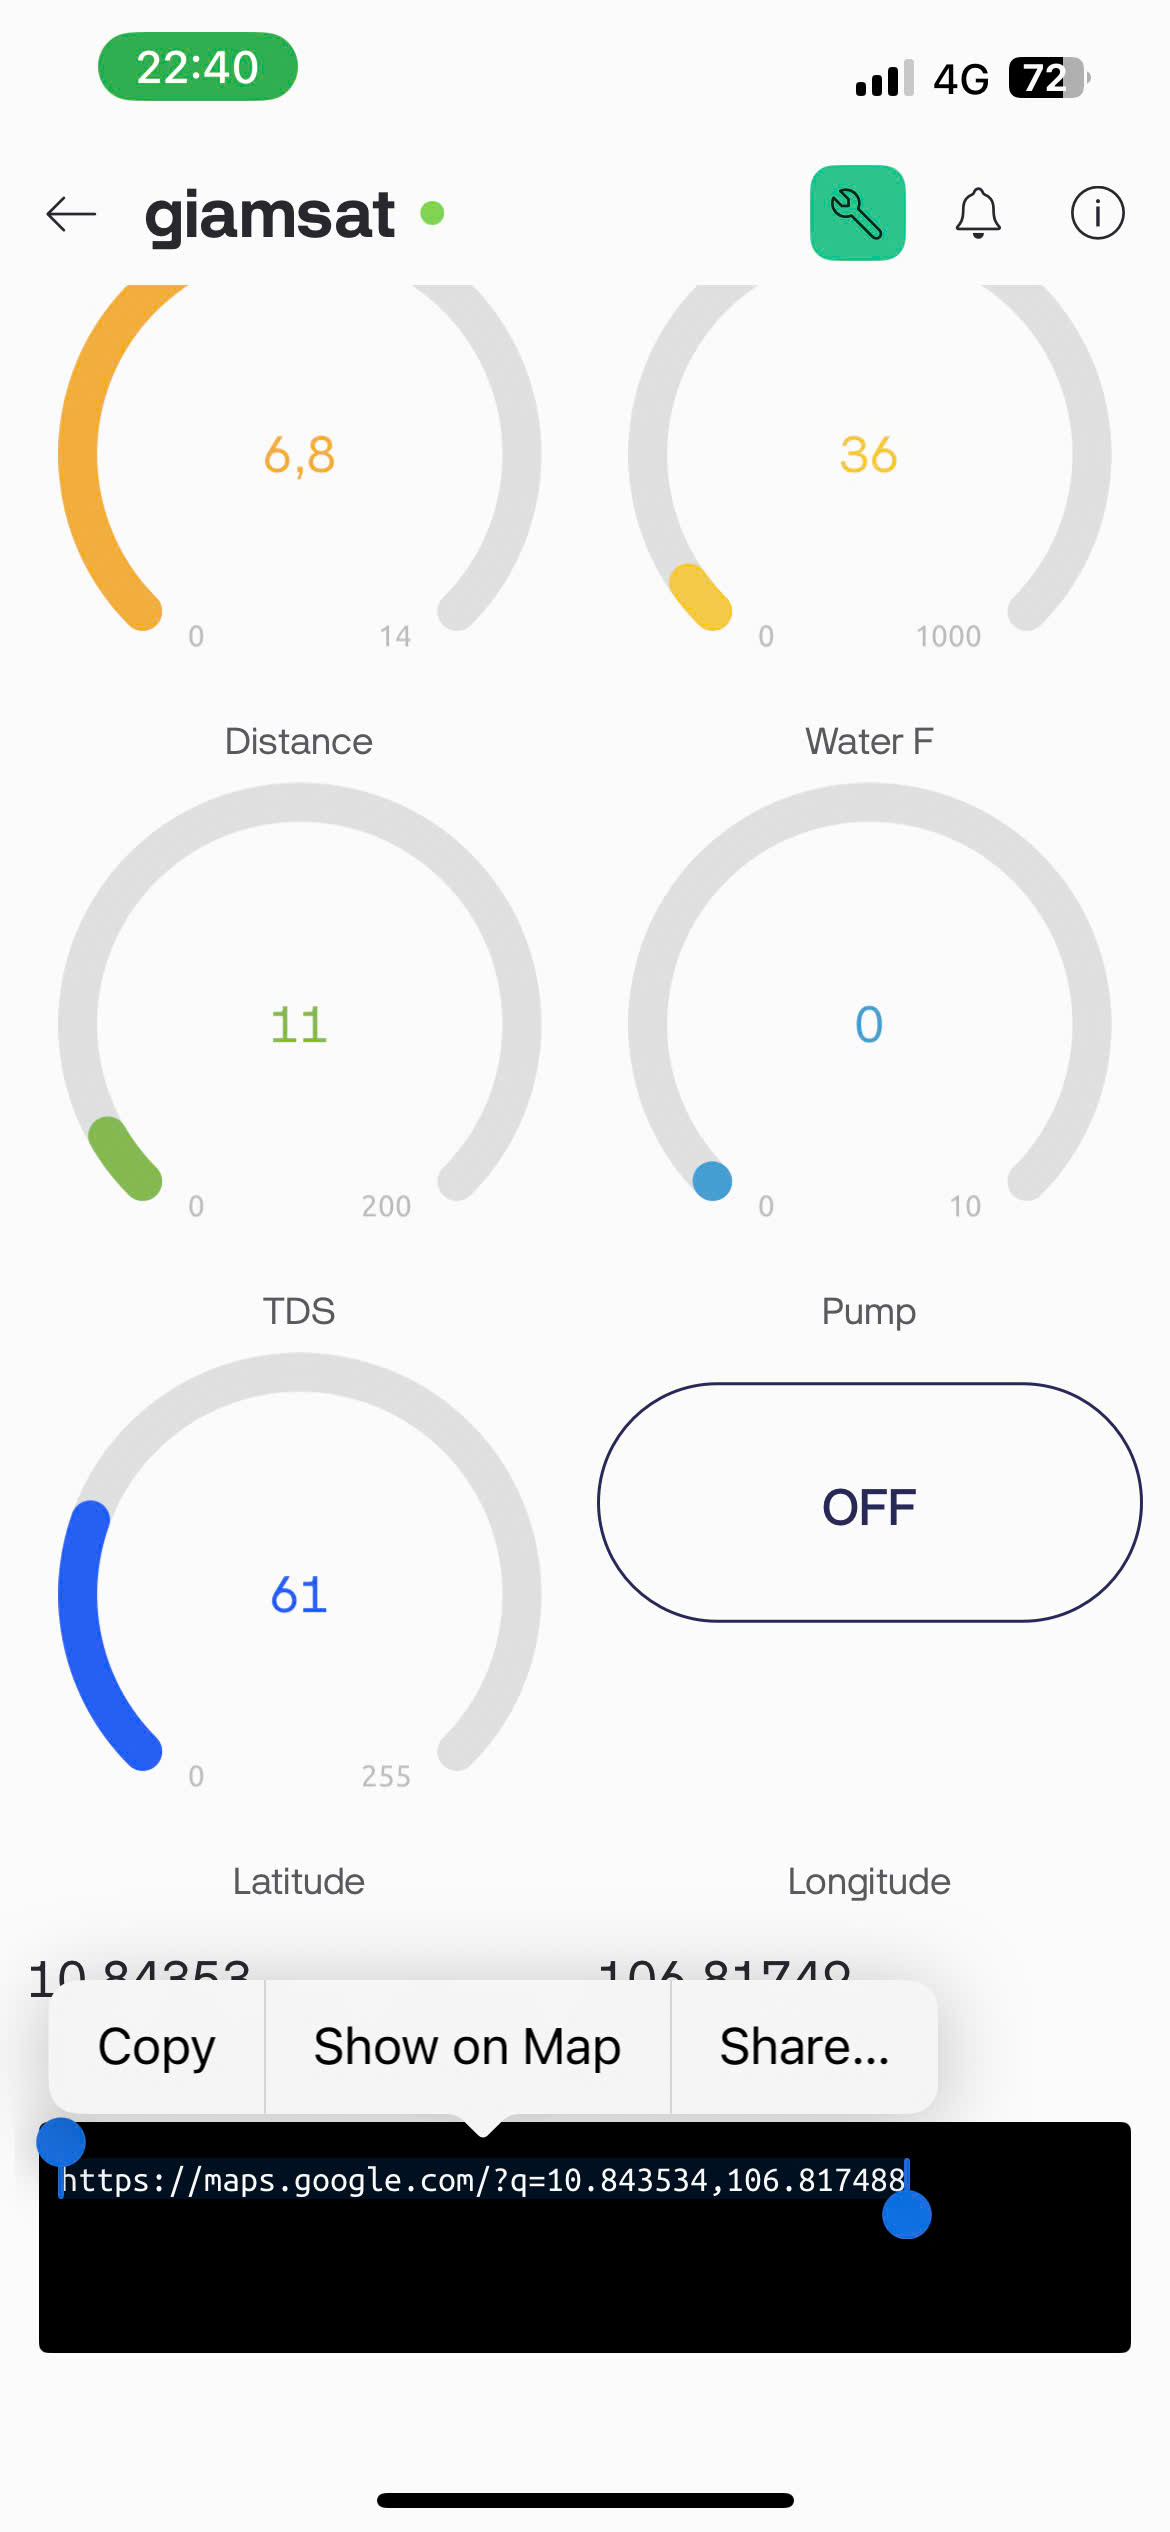 22:40
4G 72
giamsat
6,8
36
0
14
0
1000
Distance
Water F
11
0
0
200
0
10
TDS
Pump
61
OFF
0
255
Latitude
Longitude
10.84353
106.81749
Copy
Show on Map
Share...
https://maps.google.com/?q=10.843534,106.817488